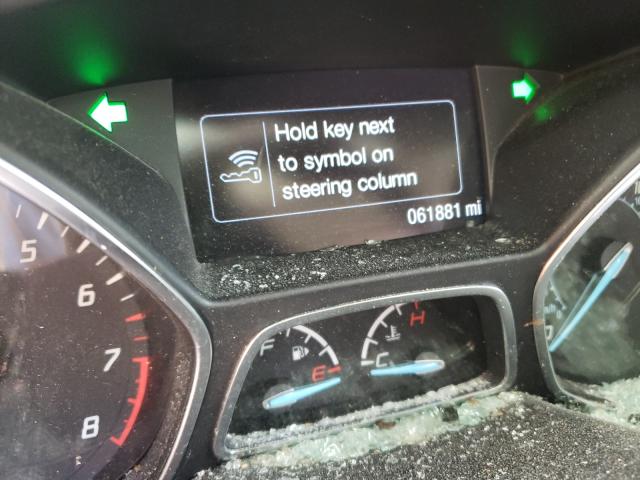 Hold key next
to symbol on
steering column
061881 mi
5
6
7
8
F
E
H
C